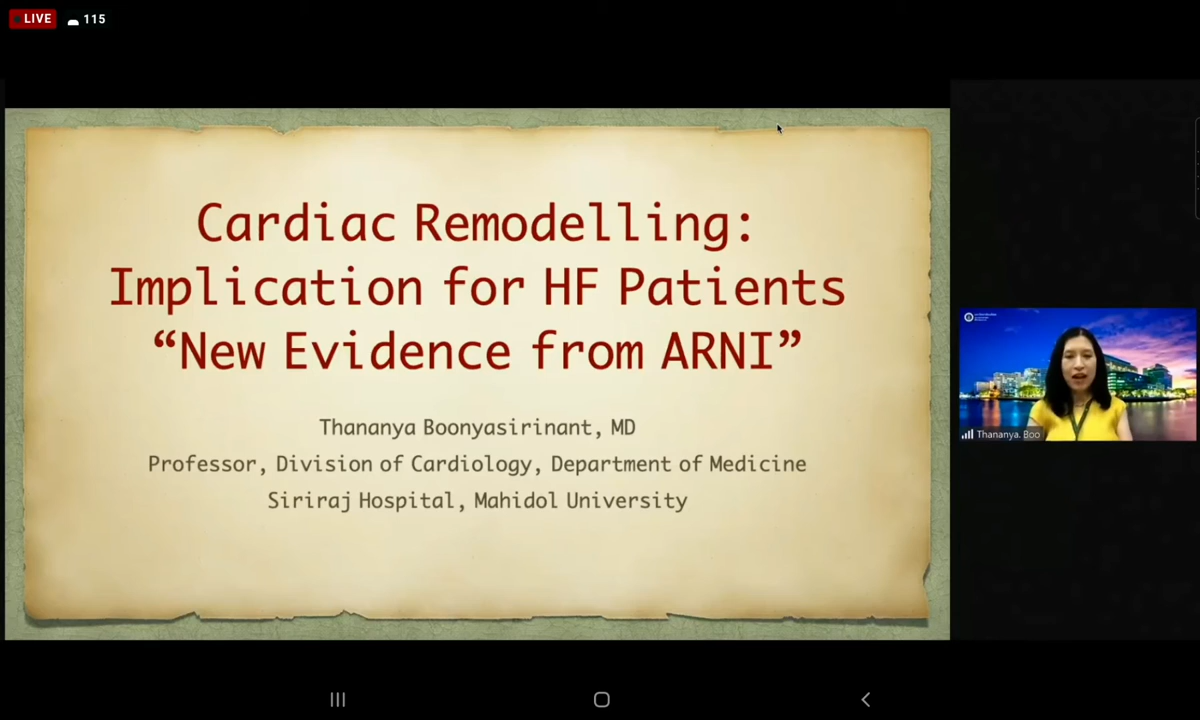 LIVE 115
Cardiac Remodelling:
Implication for HF Patients
“New Evidence from ARNI”
Thananya Boonyasirinant, MD
Professor, Division of Cardiology, Department of Medicine
Siriraj Hospital, Mahidol University
Thananya. Boo